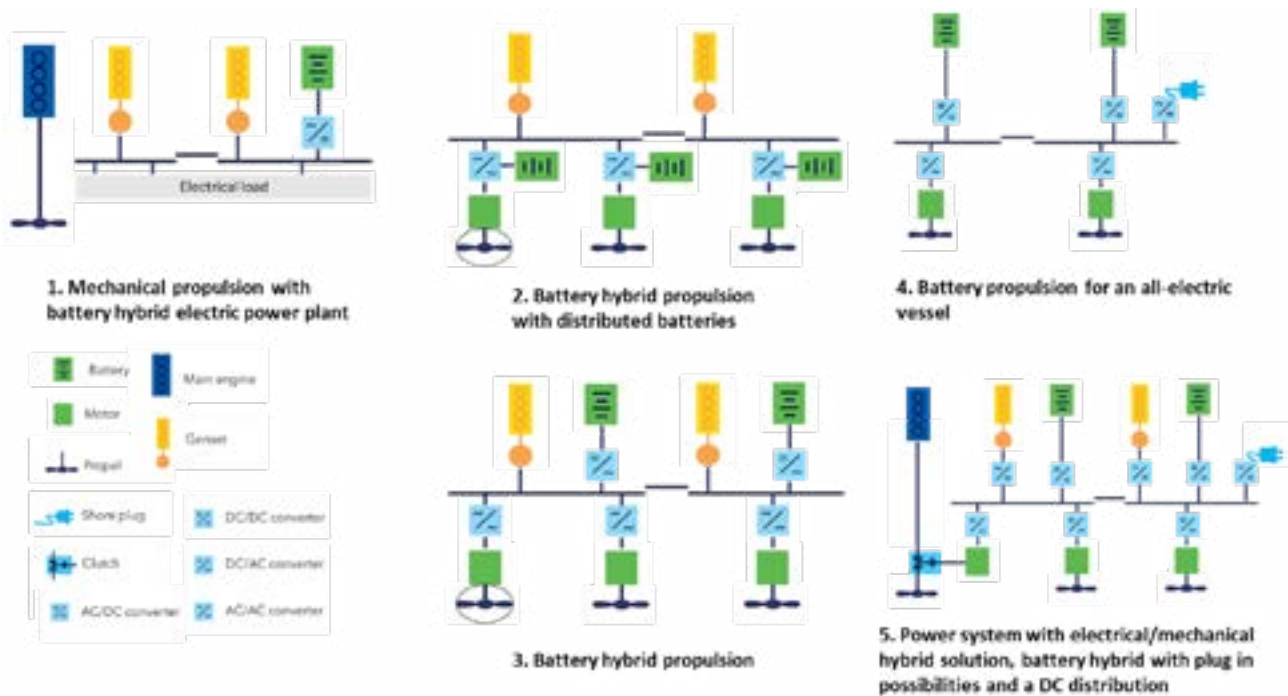 Electrical load
1. Mechanical propulsion with
battery hybrid electric power plant
2. Battery hybrid propulsion
with distributed batteries
4. Battery propulsion for an all-electric
vessel
Battery
Main engine
Motor
Genset
Propell
Shore plug
DC/DC converter
Clutch
DC/AC converter
AC/DC converter
AC/AC converter
3. Battery hybrid propulsion
5. Power system with electrical/mechanical
hybrid solution, battery hybrid with plug in
possibilities and a DC distribution